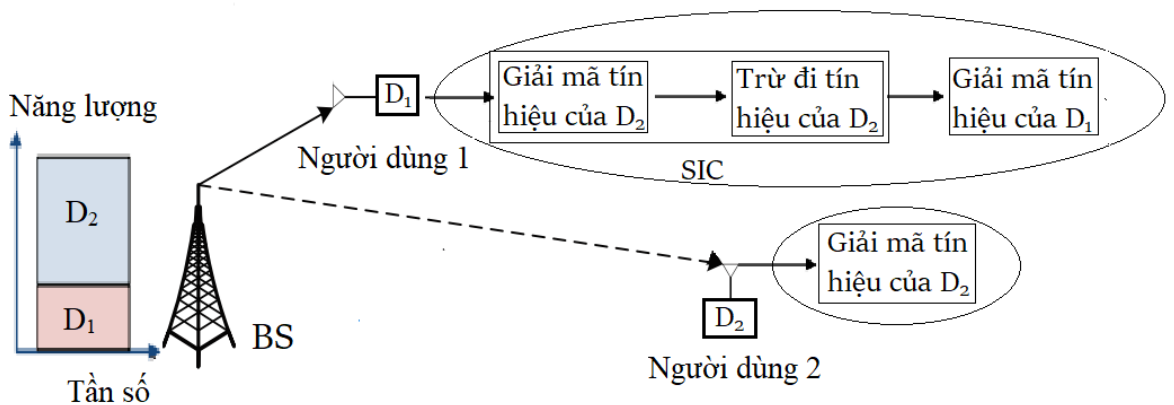 Năng lượng
D₂
D₁
Tần số
BS
D₁
Người dùng 1
Giải mã tín
hiệu của D₂
Trừ đi tín
hiệu của D₂
SIC
Giải mã tín
hiệu của D₁
D₂
Người dùng 2
Giải mã tín
hiệu của D₂